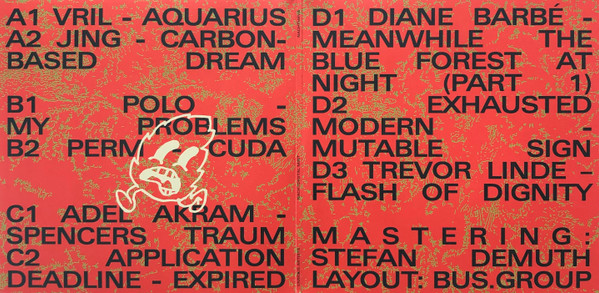 A1 VRIL - AQUARIUS
A2 JING - CARBON-
BASED DREAM
B1 POLO -
MY PROBLEMS
B2 PERM - CUDA
C1 ADEL AKRAM -
SPENCERS TRAUM
C2 APPLICATION
DEADLINE - EXPIRED
D1 DIANE BARBÉ -
MEANWHILE THE
BLUE FOREST AT
NIGHT (PART 1)
D2 EXHAUSTED
MODERN -
MUTABLE SIGN
D3 TREVOR LINDE –
FLASH OF DIGNITY
MASTERING:
STEFAN DEMUTH
LAYOUT: BUS.GROUP